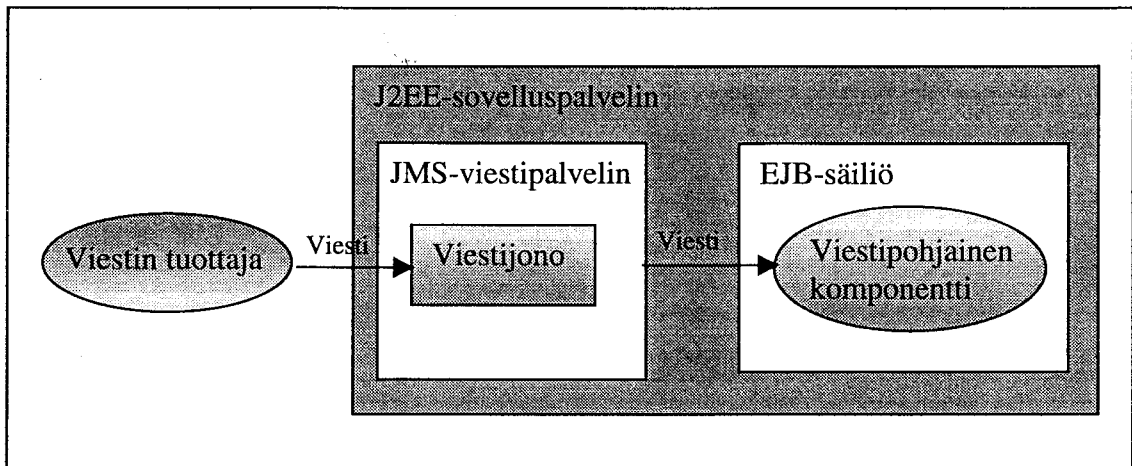 J2EE-sovelluspalvelin
JMS-viestipalvelin
EJB-säiliö
Viestin tuottaja
Viesti
Viestijono
Viesti
Viestipohjainen
komponentti